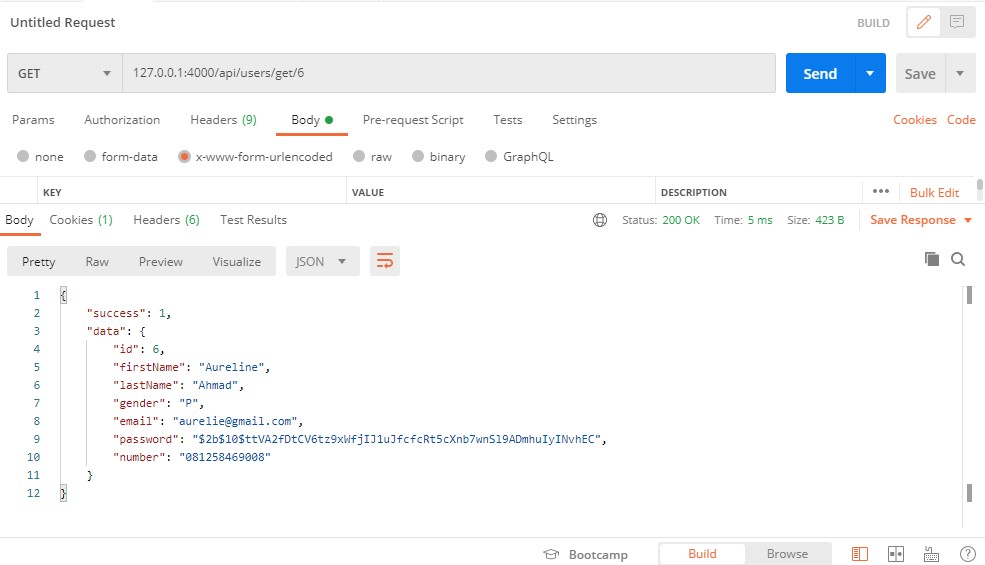 Untitled Request BUILD
GET 127.0.0.1:4000/api/users/get/6 Send Save
Params Authorization Headers (9) Body Pre-request Script Tests Settings Cookies Code
none form-data x-www-form-urlencoded raw binary GraphQL
KEY VALUE DESCRIPTION ••• Bulk Edit
Body Cookies (1) Headers (6) Test Results Status: 200 OK Time: 5 ms Size: 423 B Save Response
Pretty Raw Preview Visualize JSON
1 {
2 "success": 1,
3 "data": {
4 "id": 6,
5 "firstName": "Aureline",
6 "lastName": "Ahmad",
7 "gender": "P",
8 "email": "aurelie@gmail.com",
9 "password": "$2b$10$ttVA2fDtCV6tz9xWfjIJ1uJfcfcRt5cXnb7wnSl9ADmhuIyINvhEC",
10 "number": "081258469008"
11 }
12 }
Bootcamp Build Browse